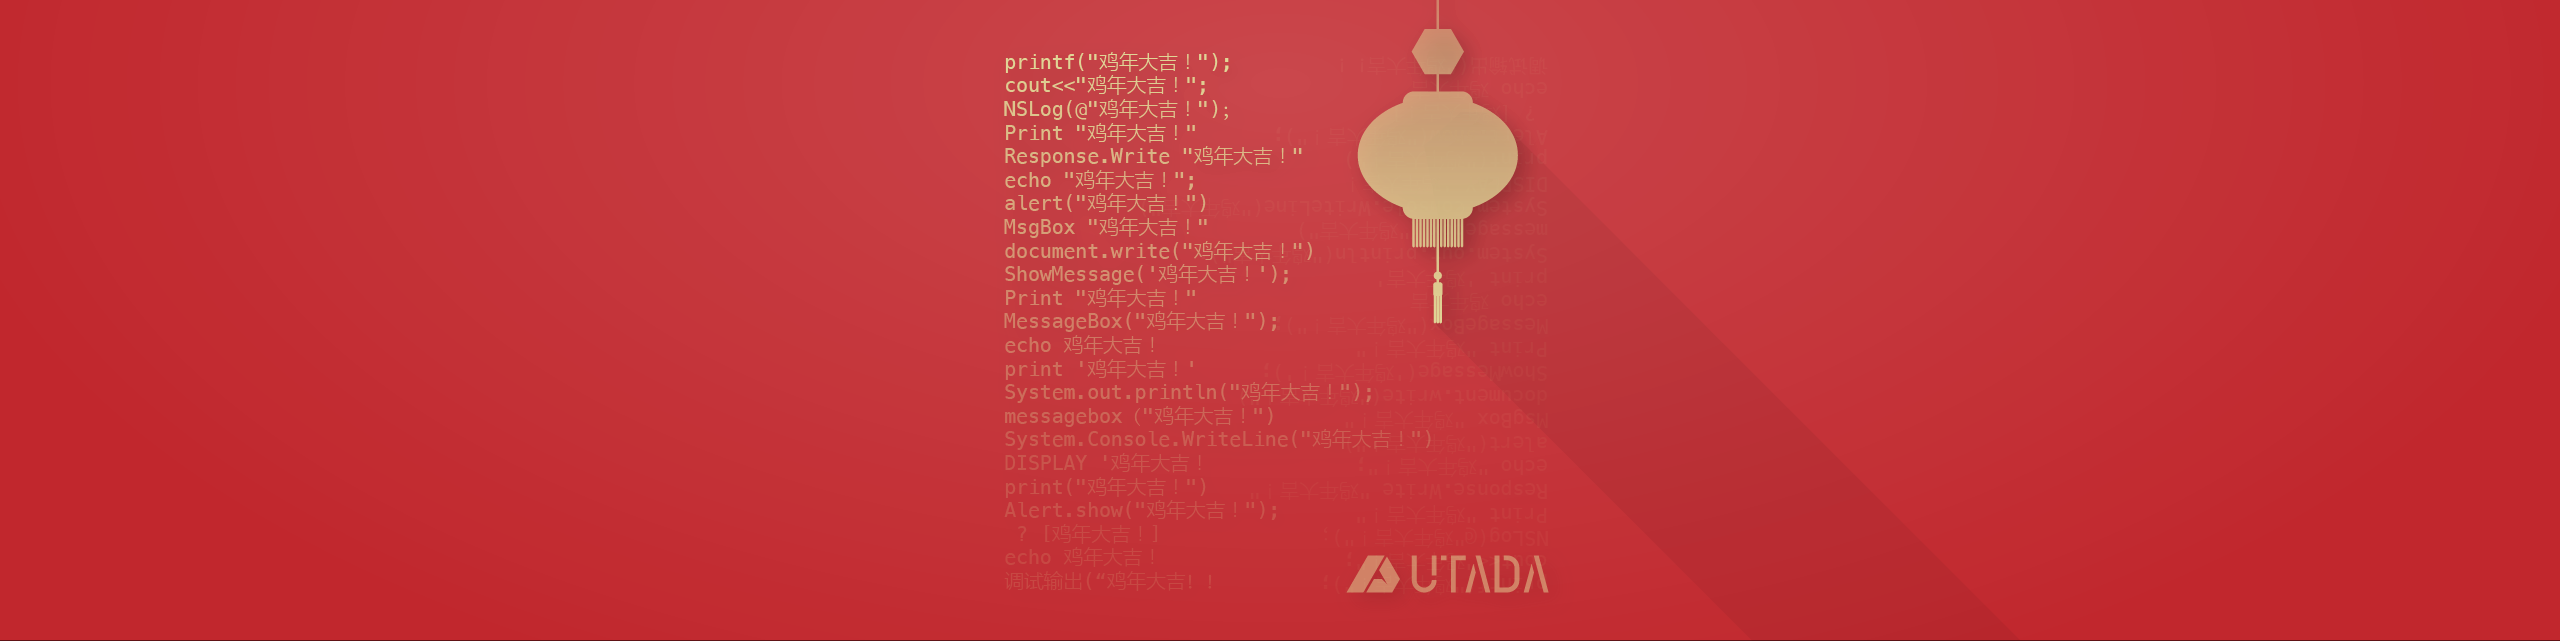 printf("鸡年大吉！");
cout<<"鸡年大吉！";
NSLog(@"鸡年大吉！");
Print "鸡年大吉！"
Response.Write "鸡年大吉！"
echo "鸡年大吉！";
alert("鸡年大吉！")
MsgBox "鸡年大吉！"
document.write("鸡年大吉！")
ShowMessage('鸡年大吉！');
Print "鸡年大吉！"
MessageBox("鸡年大吉！");
echo 鸡年大吉！
print '鸡年大吉！'
System.out.println("鸡年大吉！");
messagebox ("鸡年大吉！")
System.Console.WriteLine("鸡年大吉！")
DISPLAY '鸡年大吉！
print("鸡年大吉！")
Alert.show("鸡年大吉！");
? [鸡年大吉！]
echo 鸡年大吉！
调试输出(“鸡年大吉！！
UTADA